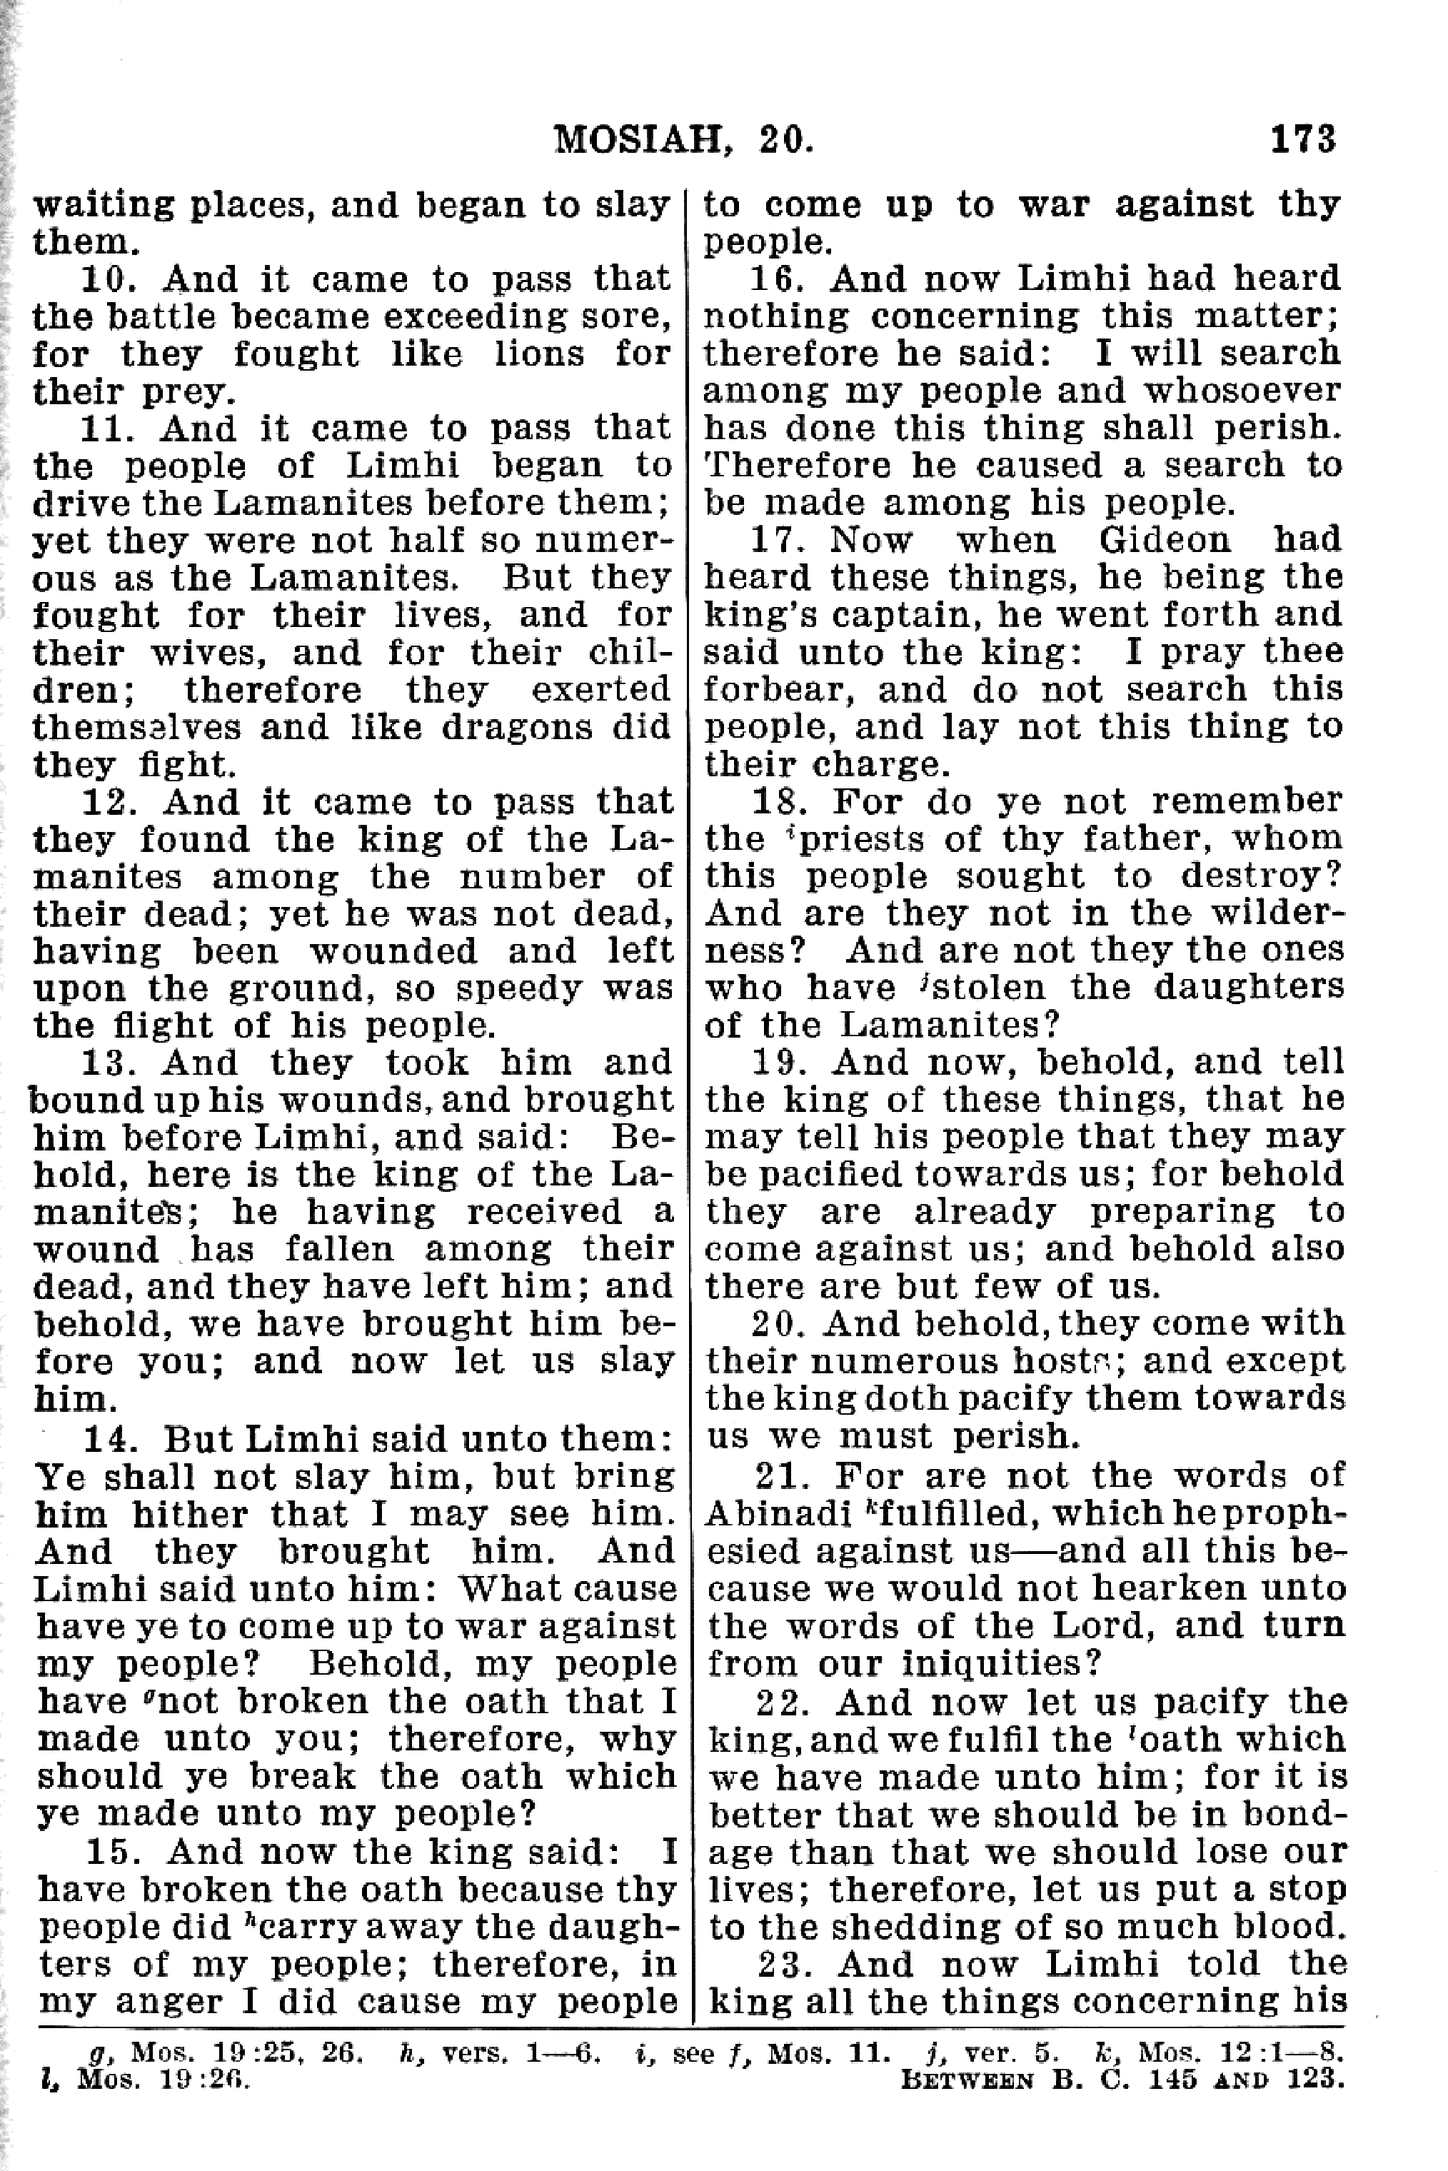 MOSIAH, 20. 173
waiting places, and began to slay
them.
10. And it came to pass that
the battle became exceeding sore,
for they fought like lions for
their prey.
11. And it came to pass that
the people of Limhi began to
drive the Lamanites before them;
yet they were not half so numer-
ous as the Lamanites. But they
fought for their lives, and for
their wives, and for their chil-
dren; therefore they exerted
themselves and like dragons did
they fight.
12. And it came to pass that
they found the king of the La-
manites among the number of
their dead; yet he was not dead,
having been wounded and left
upon the ground, so speedy was
the flight of his people.
13. And they took him and
bound up his wounds, and brought
him before Limhi, and said: Be-
hold, here is the king of the La-
manites; he having received a
wound has fallen among their
dead, and they have left him; and
behold, we have brought him be-
fore you; and now let us slay
him.
14. But Limhi said unto them:
Ye shall not slay him, but bring
him hither that I may see him.
And they brought him. And
Limhi said unto him: What cause
have ye to come up to war against
my people? Behold, my people
have gnot broken the oath that I
made unto you; therefore, why
should ye break the oath which
ye made unto my people?
15. And now the king said: I
have broken the oath because thy
people did hcarry away the daugh-
ters of my people; therefore, in
my anger I did cause my people
to come up to war against thy
people.
16. And now Limhi had heard
nothing concerning this matter;
therefore he said: I will search
among my people and whosoever
has done this thing shall perish.
Therefore he caused a search to
be made among his people.
17. Now when Gideon had
heard these things, he being the
king's captain, he went forth and
said unto the king: I pray thee
forbear, and do not search this
people, and lay not this thing to
their charge.
18. For do ye not remember
the ipriests of thy father, whom
this people sought to destroy?
And are they not in the wilder-
ness? And are not they the ones
who have jstolen the daughters
of the Lamanites?
19. And now, behold, and tell
the king of these things, that he
may tell his people that they may
be pacified towards us; for behold
they are already preparing to
come against us; and behold also
there are but few of us.
20. And behold, they come with
their numerous hosts; and except
the king doth pacify them towards
us we must perish.
21. For are not the words of
Abinadi kfulfilled, which he proph-
esied against us—and all this be-
cause we would not hearken unto
the words of the Lord, and turn
from our iniquities?
22. And now let us pacify the
king, and we fulfil the loath which
we have made unto him; for it is
better that we should be in bond-
age than that we should lose our
lives; therefore, let us put a stop
to the shedding of so much blood.
23. And now Limhi told the
king all the things concerning his
g, Mos. 19:25, 26. h, vers. 1—6. i, see f, Mos. 11. j, ver. 5. k, Mos. 12:1—8.
l, Mos. 19:26. BETWEEN B. C. 145 AND 123.